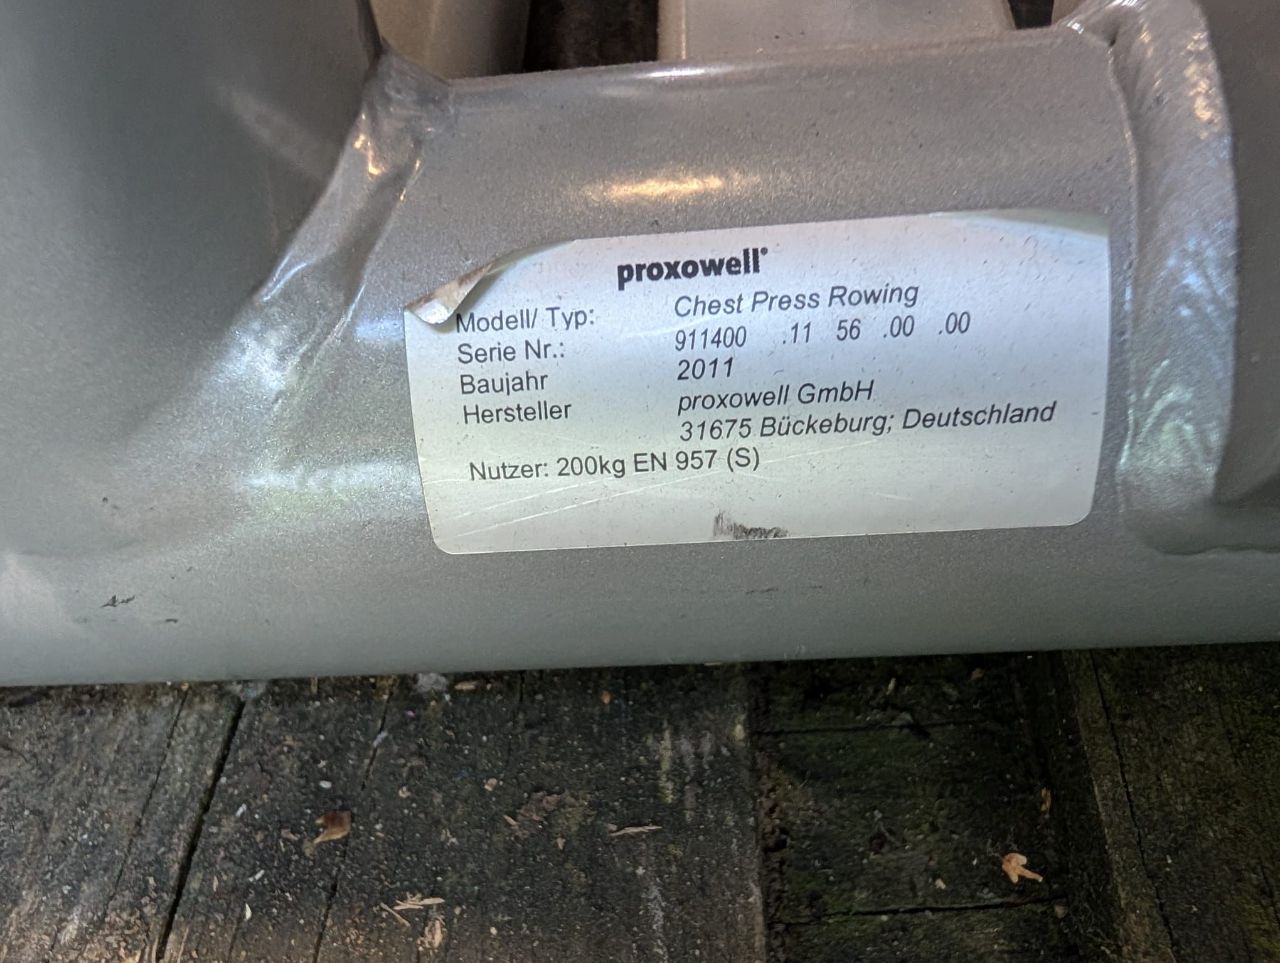 proxowell®
Modell/ Typ: Chest Press Rowing
Serie Nr.: 911400 .11 56 .00 .00
Baujahr 2011
Hersteller proxowell GmbH
31675 Bückeburg; Deutschland
Nutzer: 200kg EN 957 (S)